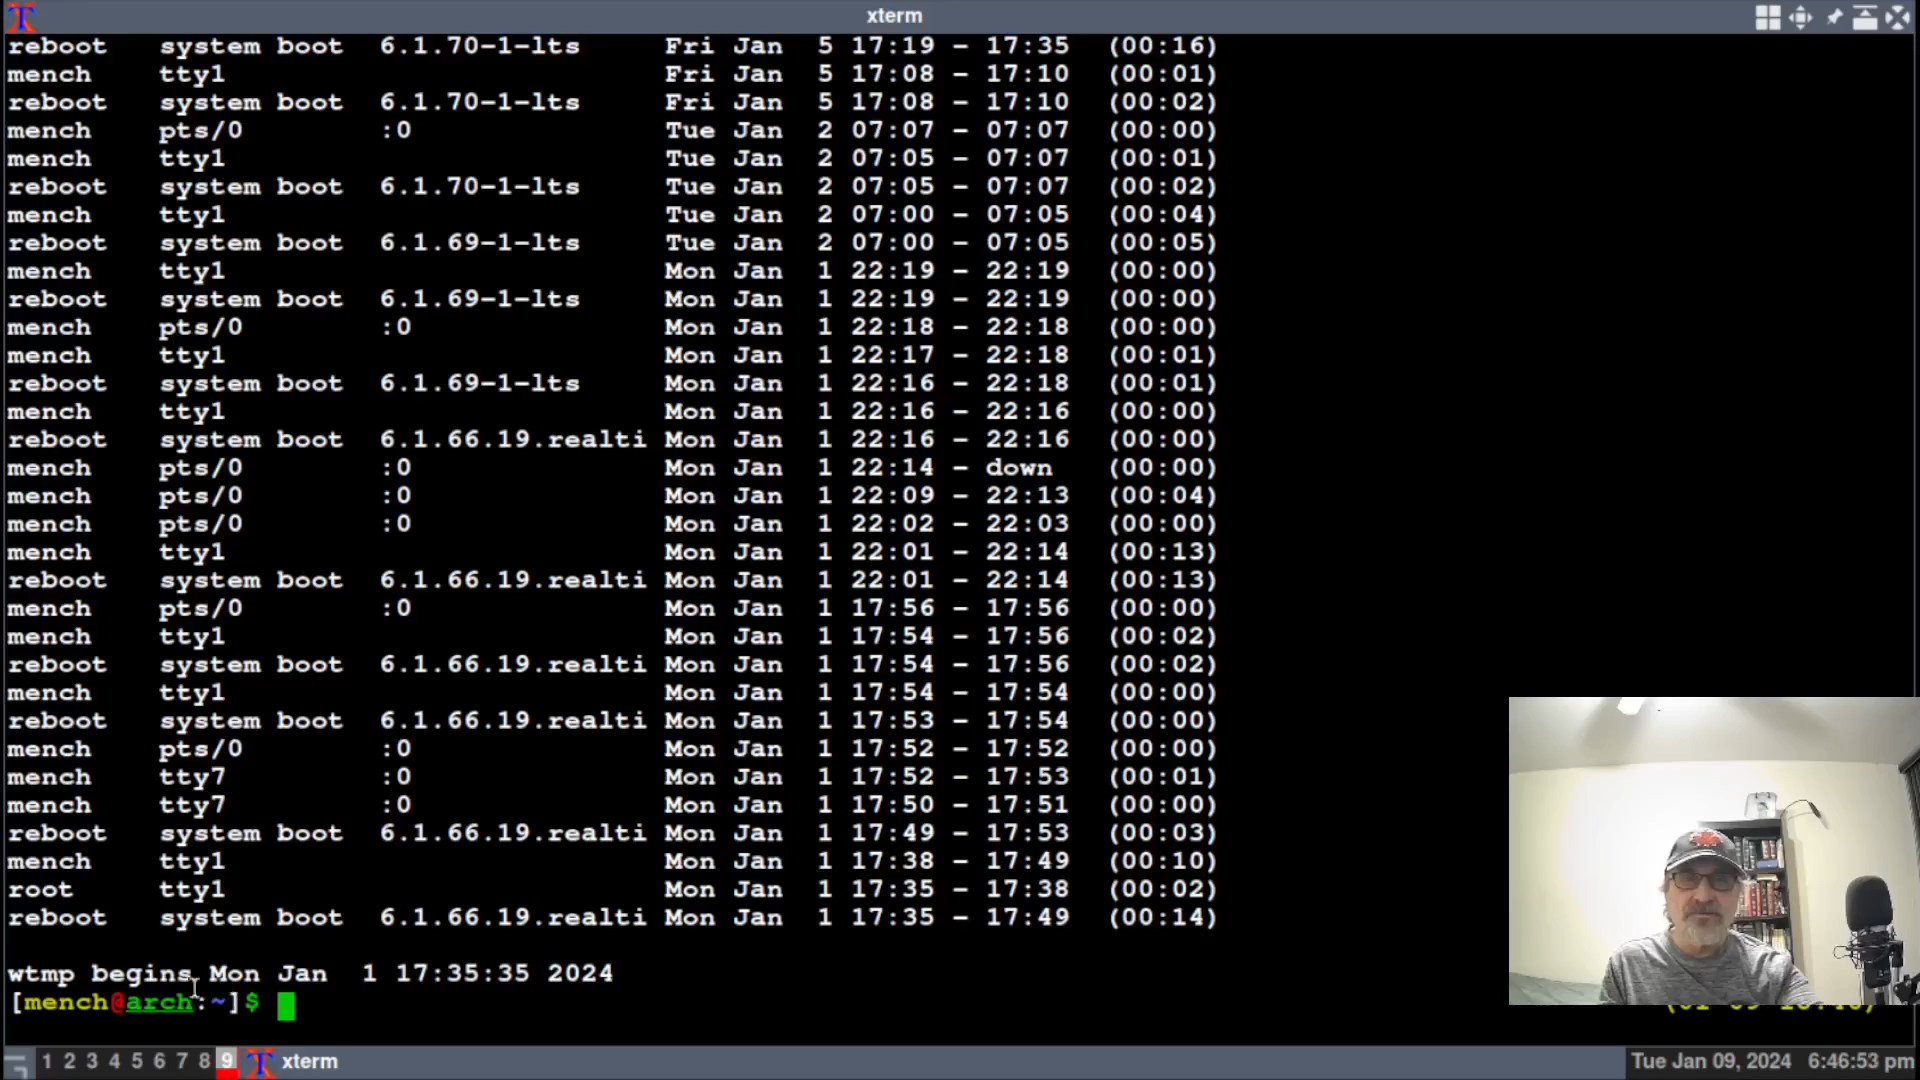 xterm
reboot system boot 6.1.70-1-lts Fri Jan 5 17:19 - 17:35 (00:16)
mench tty1 Fri Jan 5 17:08 - 17:10 (00:01)
reboot system boot 6.1.70-1-lts Fri Jan 5 17:08 - 17:10 (00:02)
mench pts/0 :0 Tue Jan 2 07:07 - 07:07 (00:00)
mench tty1 Tue Jan 2 07:05 - 07:07 (00:01)
reboot system boot 6.1.70-1-lts Tue Jan 2 07:05 - 07:07 (00:02)
mench tty1 Tue Jan 2 07:00 - 07:05 (00:04)
reboot system boot 6.1.69-1-lts Tue Jan 2 07:00 - 07:05 (00:05)
mench tty1 Mon Jan 1 22:19 - 22:19 (00:00)
reboot system boot 6.1.69-1-lts Mon Jan 1 22:19 - 22:19 (00:00)
mench pts/0 :0 Mon Jan 1 22:18 - 22:18 (00:00)
mench tty1 Mon Jan 1 22:17 - 22:18 (00:01)
reboot system boot 6.1.69-1-lts Mon Jan 1 22:16 - 22:18 (00:01)
mench tty1 Mon Jan 1 22:16 - 22:16 (00:00)
reboot system boot 6.1.66.19.realti Mon Jan 1 22:16 - 22:16 (00:00)
mench pts/0 :0 Mon Jan 1 22:14 - down (00:00)
mench pts/0 :0 Mon Jan 1 22:09 - 22:13 (00:04)
mench pts/0 :0 Mon Jan 1 22:02 - 22:03 (00:00)
mench tty1 Mon Jan 1 22:01 - 22:14 (00:13)
reboot system boot 6.1.66.19.realti Mon Jan 1 22:01 - 22:14 (00:13)
mench pts/0 :0 Mon Jan 1 17:56 - 17:56 (00:00)
mench tty1 Mon Jan 1 17:54 - 17:56 (00:02)
reboot system boot 6.1.66.19.realti Mon Jan 1 17:54 - 17:56 (00:02)
mench tty1 Mon Jan 1 17:54 - 17:54 (00:00)
reboot system boot 6.1.66.19.realti Mon Jan 1 17:53 - 17:54 (00:00)
mench pts/0 :0 Mon Jan 1 17:52 - 17:52 (00:00)
mench tty7 :0 Mon Jan 1 17:52 - 17:53 (00:01)
mench tty7 :0 Mon Jan 1 17:50 - 17:51 (00:00)
reboot system boot 6.1.66.19.realti Mon Jan 1 17:49 - 17:53 (00:03)
mench tty1 Mon Jan 1 17:38 - 17:49 (00:10)
root tty1 Mon Jan 1 17:35 - 17:38 (00:02)
reboot system boot 6.1.66.19.realti Mon Jan 1 17:35 - 17:49 (00:14)
wtmp begins Mon Jan 1 17:35:35 2024
[mench@arch:~]$
1 2 3 4 5 6 7 8 9 xterm Tue Jan 09, 2024 6:46:53 pm